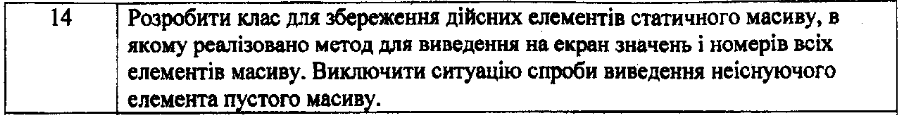 14 Розробити клас для збереження дійсних елементів статичного масиву, в
якому реалізовано метод для виведення на екран значень і номерів всіх
елементів масиву. Виключити ситуацію спроби виведення неіснуючого
елемента пустого масиву.